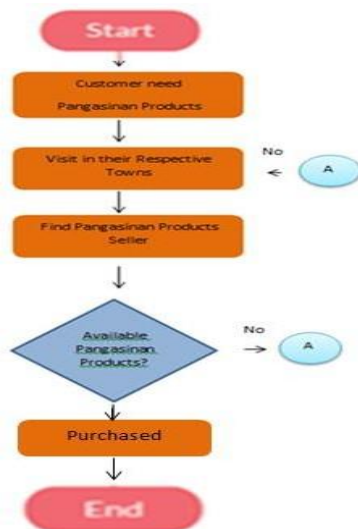 Start
Customer need
Pangasinan Products
Visit in their Respective
Towns
No
A
Find Pangasinan Products
Seller
Available
Pangasinan
Products?
No
A
Purchased
End